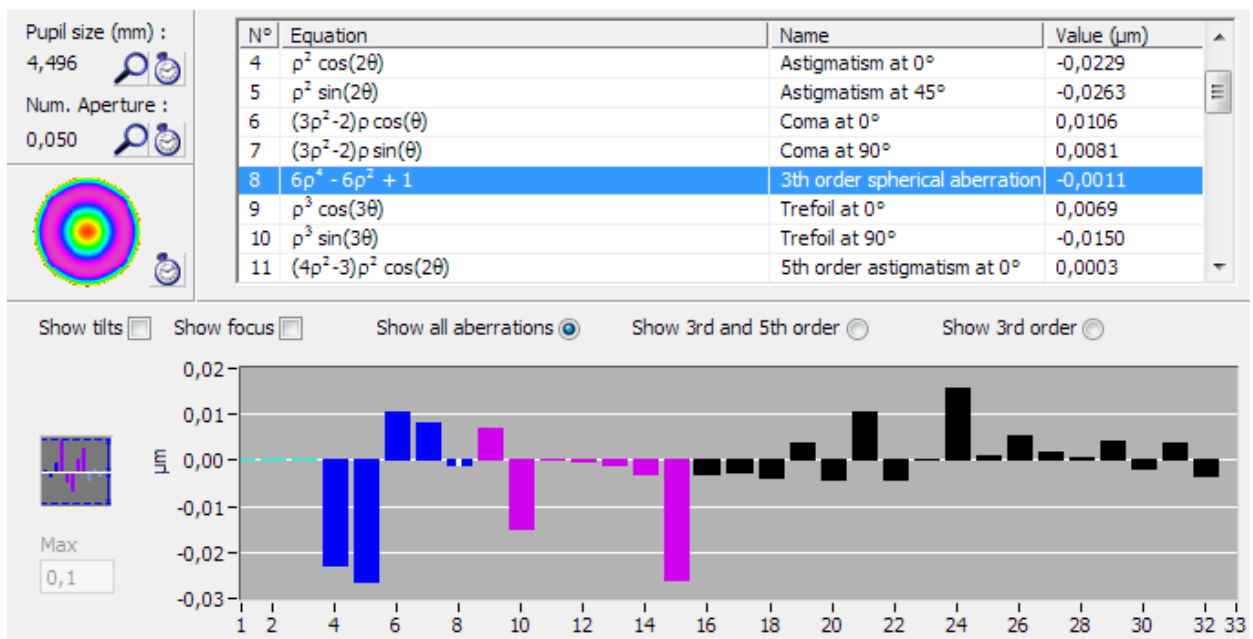 Pupil size (mm) :
4,496
Num. Aperture :
0,050
N° Equation Name Value (µm)
4 ρ² cos(2θ) Astigmatism at 0° -0,0229
5 ρ² sin(2θ) Astigmatism at 45° -0,0263
6 (3ρ²-2)ρ cos(θ) Coma at 0° 0,0106
7 (3ρ²-2)ρ sin(θ) Coma at 90° 0,0081
8 6ρ⁴ - 6ρ² + 1 3th order spherical aberration -0,0011
9 ρ³ cos(3θ) Trefoil at 0° 0,0069
10 ρ³ sin(3θ) Trefoil at 90° -0,0150
11 (4ρ²-3)ρ² cos(2θ) 5th order astigmatism at 0° 0,0003
Show tilts Show focus Show all aberrations Show 3rd and 5th order Show 3rd order
0,02
0,01
µm 0,00
-0,01
-0,02
-0,03
Max
0,1
1 2 4 6 8 10 12 14 16 18 20 22 24 26 28 30 32 33